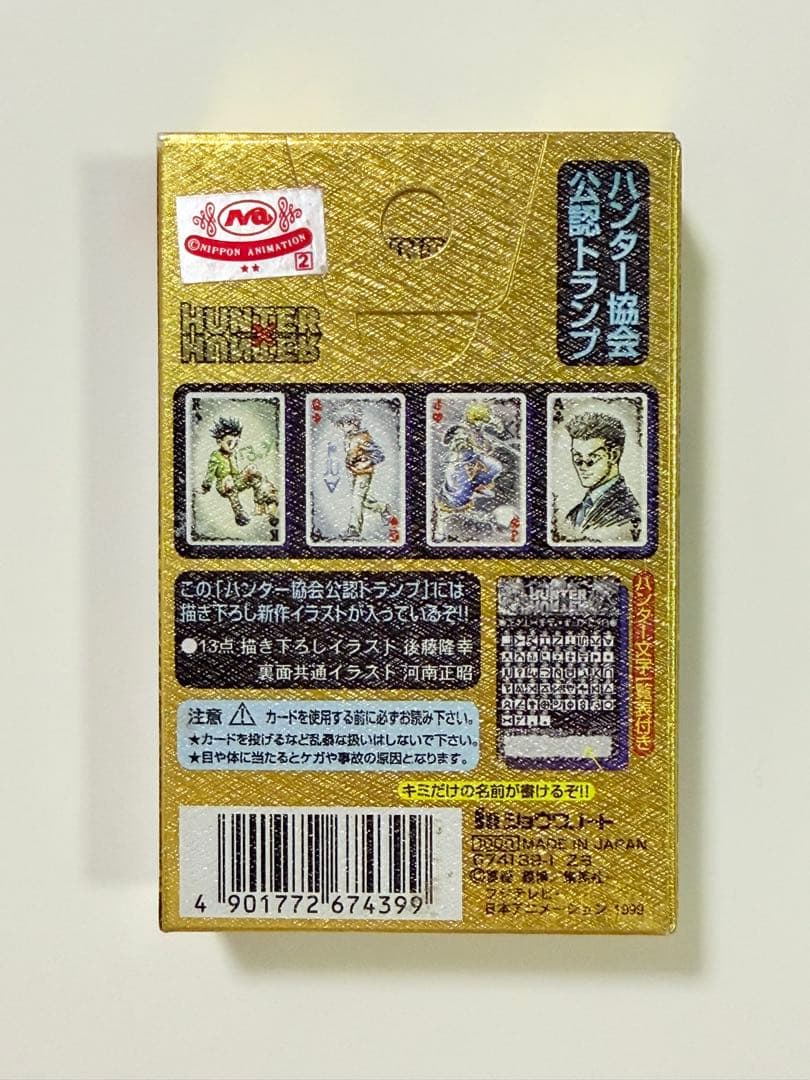 NA
©NIPPON ANIMATION
★★ 2
HUNTER
×
HUNTER
ハンター協会
公認トランプ
この「ハンター協会公認トランプ」には
描き下ろし新作イラストが入っているぞ!!
●13点 描き下ろしイラスト 後藤隆幸
裏面共通イラスト 河南正昭
HUNTER
HUNTER
ハンター文字一覧表付き
注意 ⚠ カードを使用する前に必ずお読み下さい。
★カードを投げるなど乱暴な扱いはしないで下さい。
★目や体に当たるとケガや事故の原因となります。
キミだけの名前が書けるぞ!!
ショウワノート
MADE IN JAPAN
フジテレビ・
日本アニメーション 1999
4 901772 674399